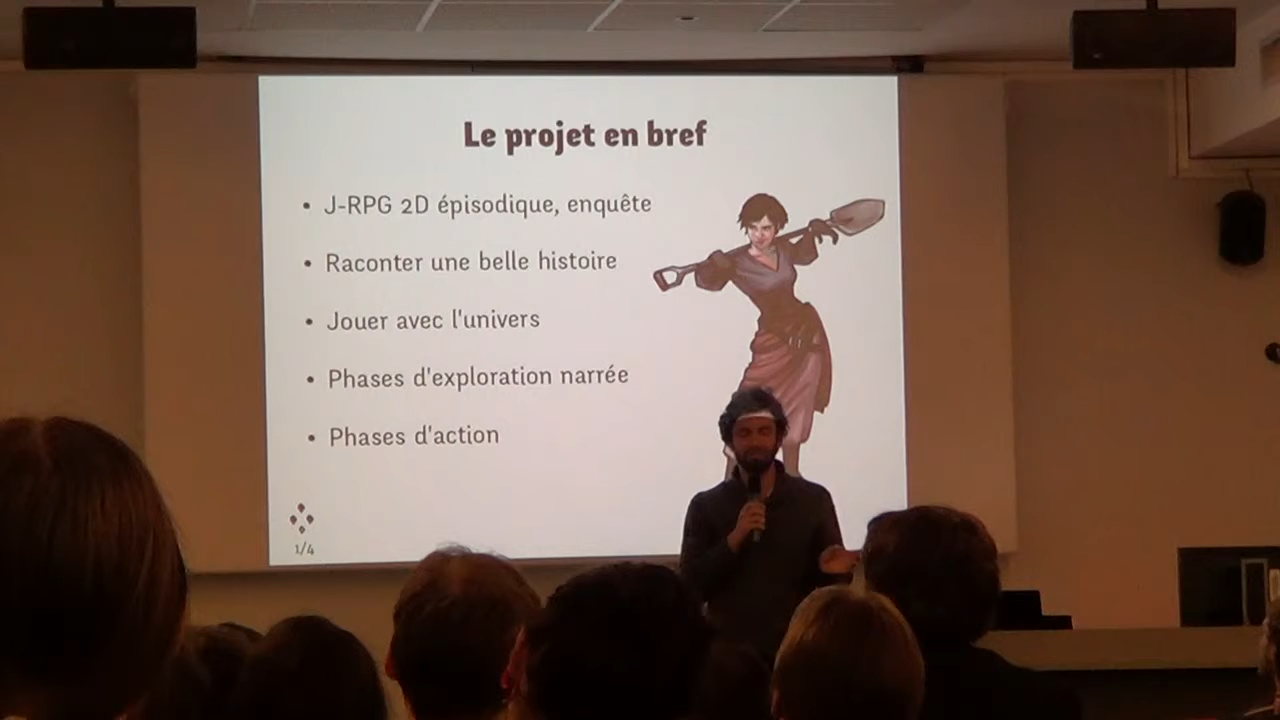 Le projet en bref
• J-RPG 2D épisodique, enquête
• Raconter une belle histoire
• Jouer avec l'univers
• Phases d'exploration narrée
• Phases d'action
1/4